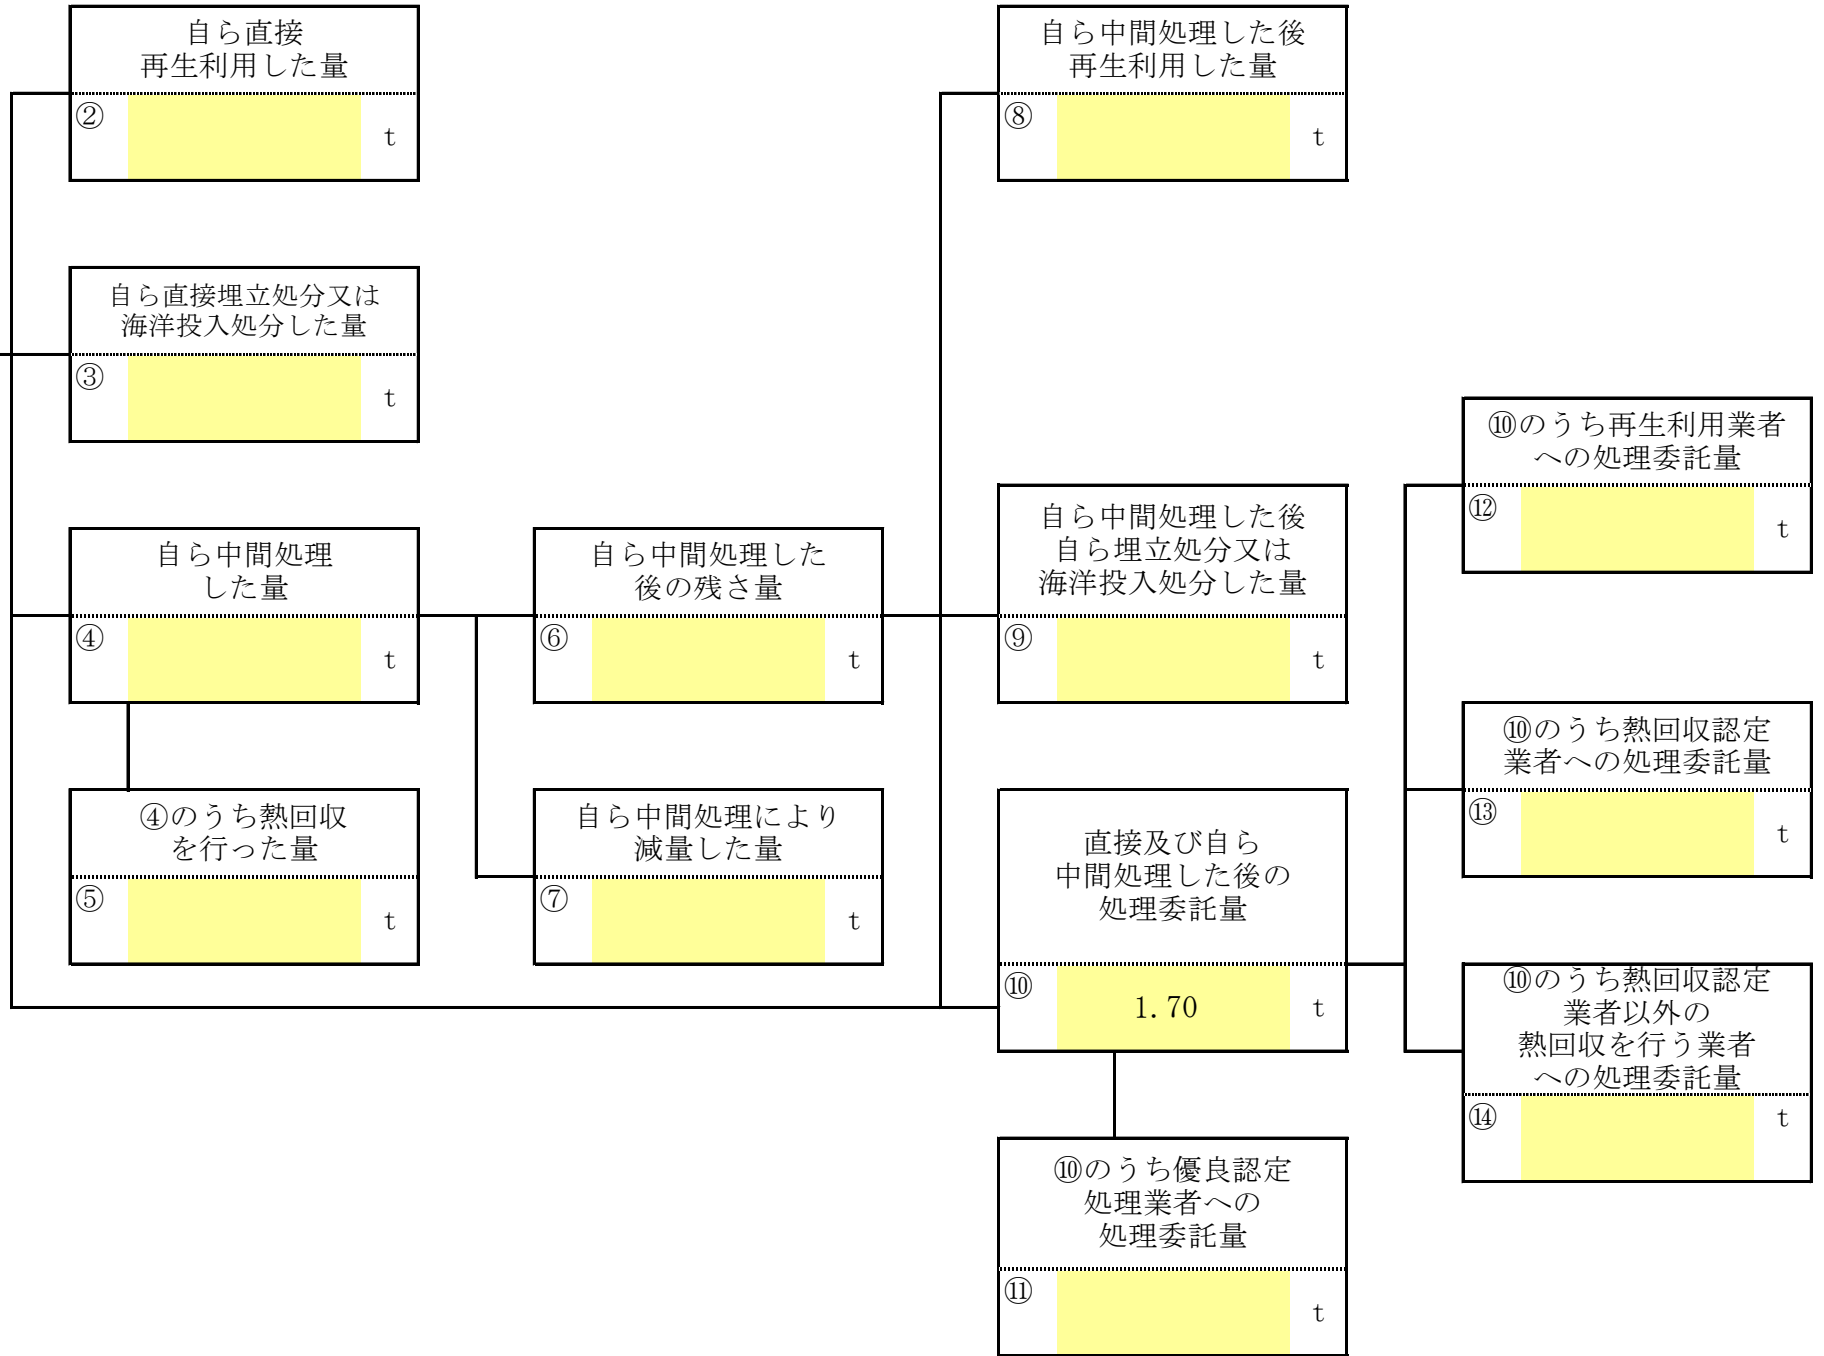 自ら直接
再生利用した量
②
t
自ら直接埋立処分又は
海洋投入処分した量
③
t
自ら中間処理
した量
④
t
④のうち熱回収
を行った量
⑤
t
自ら中間処理した
後の残さ量
⑥
t
自ら中間処理により
減量した量
⑦
t
自ら中間処理した後
再生利用した量
⑧
t
自ら中間処理した後
自ら埋立処分又は
海洋投入処分した量
⑨
t
直接及び自ら
中間処理した後の
処理委託量
⑩ 1.70 t
⑩のうち優良認定
処理業者への
処理委託量
⑪
t
⑩のうち再生利用業者
への処理委託量
⑫
t
⑩のうち熱回収認定
業者への処理委託量
⑬
t
⑩のうち熱回収認定
業者以外の
熱回収を行う業者
への処理委託量
⑭ t